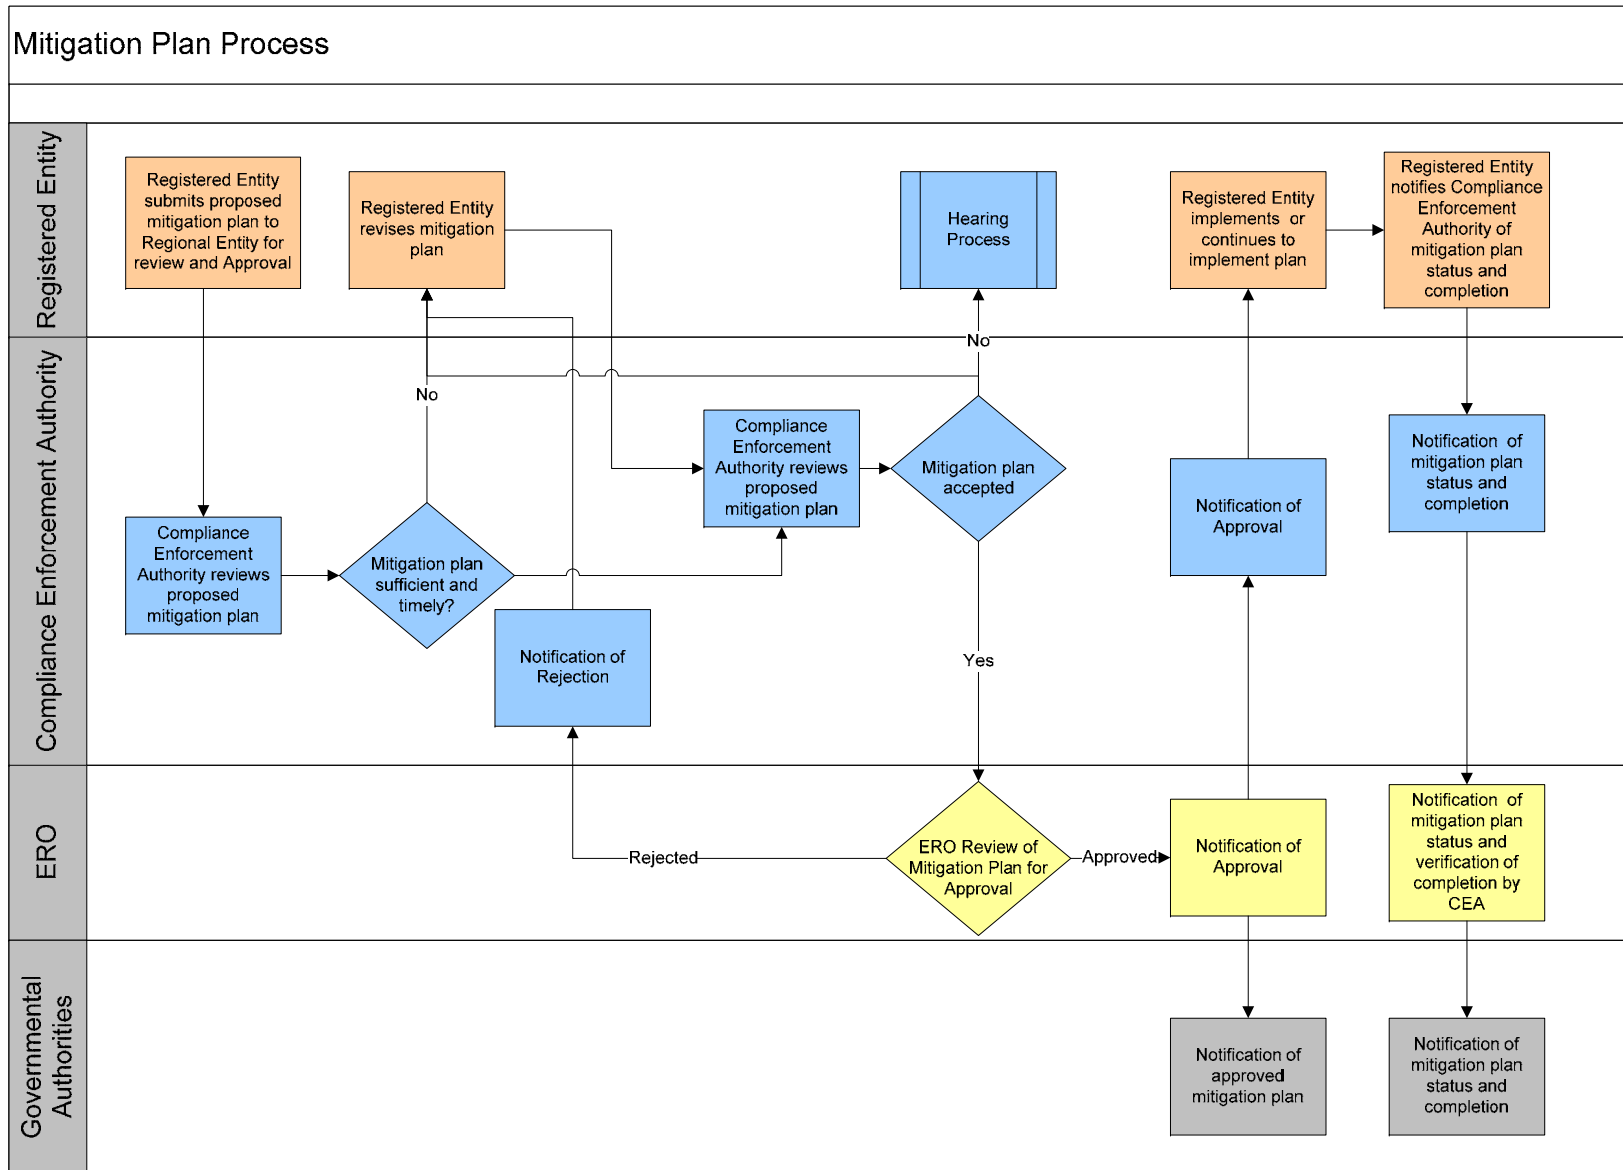 Mitigation Plan Process
Registered Entity
Registered Entity
submits proposed
mitigation plan to
Regional Entity for
review and Approval
Registered Entity
revises mitigation
plan
Hearing
Process
Registered Entity
implements or
continues to
implement plan
Registered Entity
notifies Compliance
Enforcement
Authority of
mitigation plan
status and
completion
Compliance Enforcement Authority
No
No
Compliance
Enforcement
Authority reviews
proposed
mitigation plan
Mitigation plan
sufficient and
timely?
Notification of
Rejection
Compliance
Enforcement
Authority reviews
proposed
mitigation plan
Mitigation plan
accepted
Yes
Notification of
Approval
Notification of
mitigation plan
status and
completion
ERO
Rejected
ERO Review of
Mitigation Plan for
Approval
Approved
Notification of
Approval
Notification of
mitigation plan
status and
verification of
completion by
CEA
Governmental
Authorities
Notification of
approved
mitigation plan
Notification of
mitigation plan
status and
completion